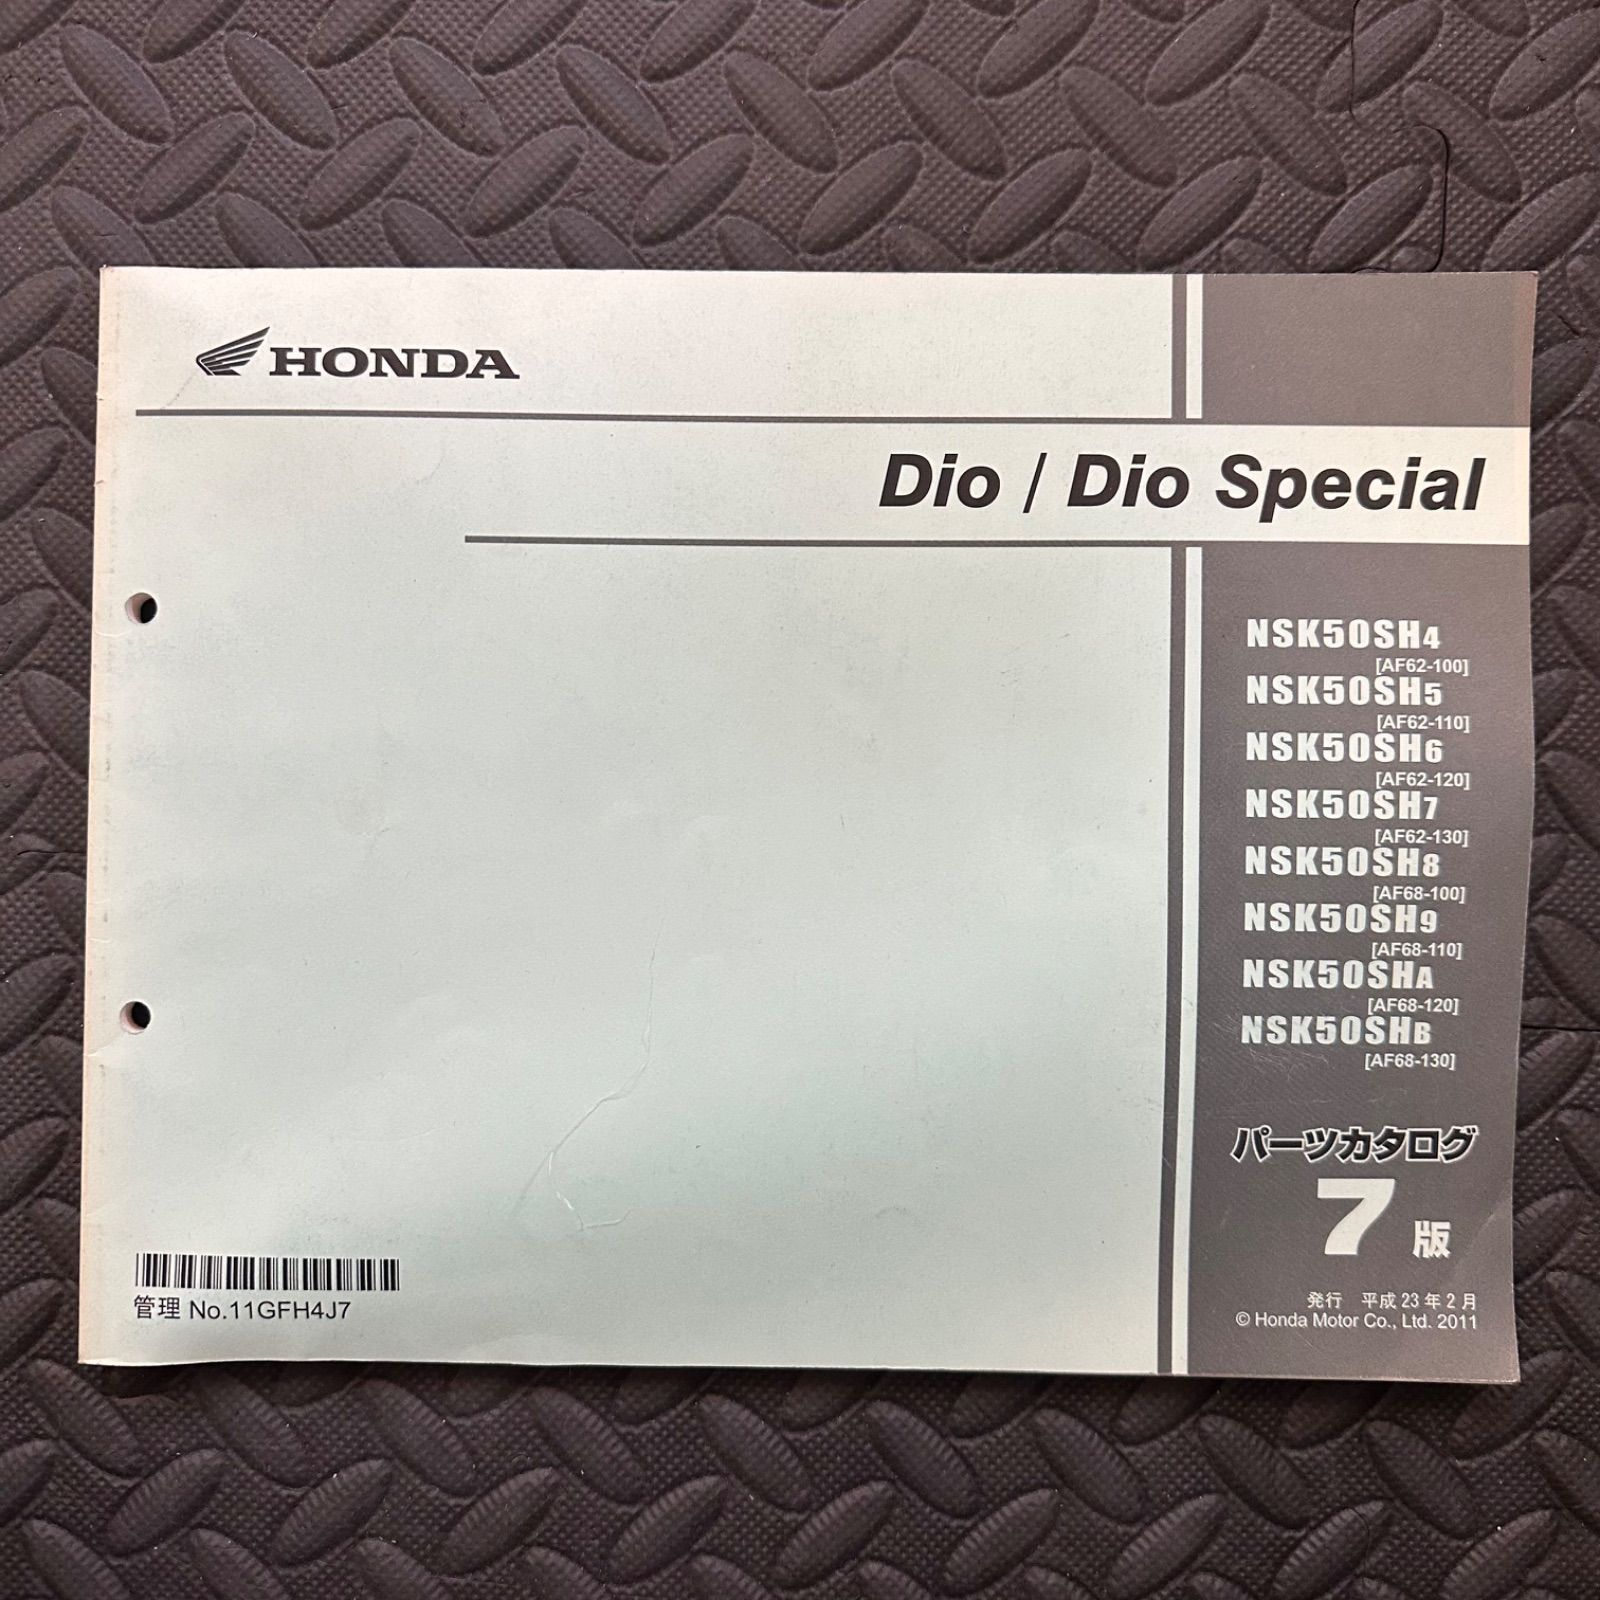 HONDA
Dio / Dio Special
NSK50SH4
[AF62-100]
NSK50SH5
[AF62-110]
NSK50SH6
[AF62-120]
NSK50SH7
[AF62-130]
NSK50SH8
[AF68-100]
NSK50SH9
[AF68-110]
NSK50SHA
[AF68-120]
NSK50SHB
[AF68-130]
パーツカタログ
7 版
発行 平成 23 年 2 月
© Honda Motor Co., Ltd. 2011
管理 No.11GFH4J7